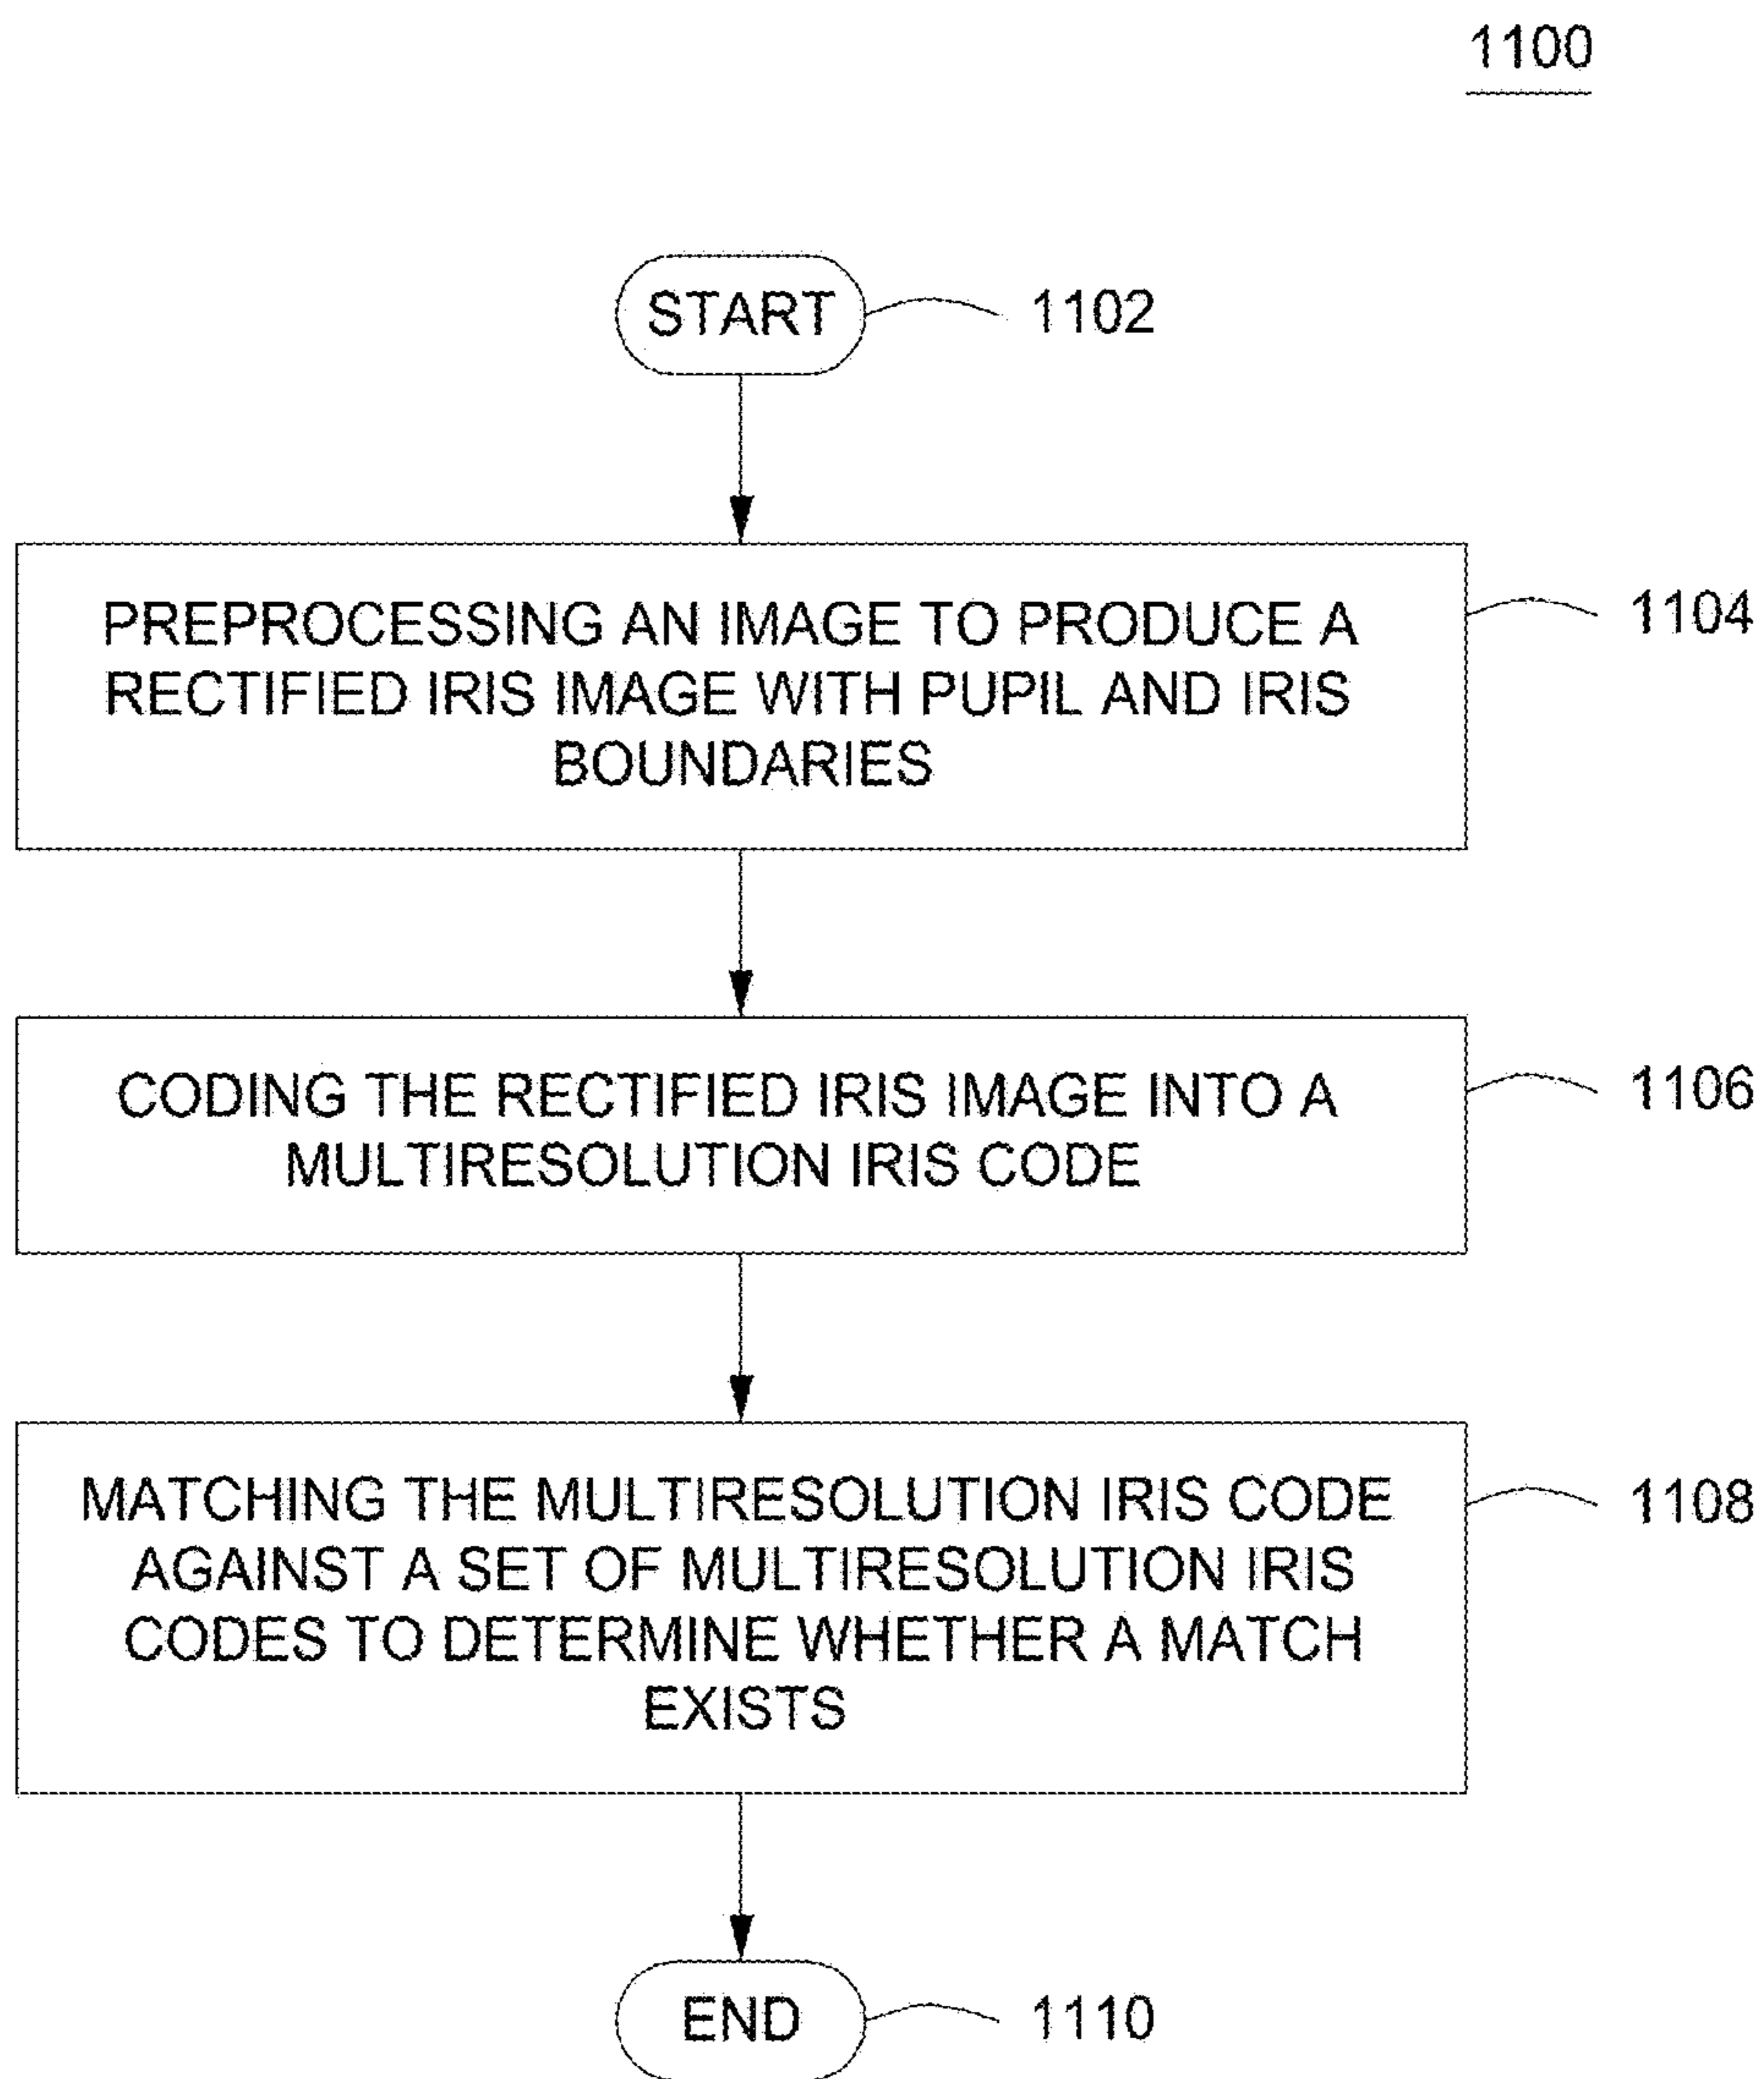 1100
START
1102
PREPROCESSING AN IMAGE TO PRODUCE A
RECTIFIED IRIS IMAGE WITH PUPIL AND IRIS
BOUNDARIES
1104
CODING THE RECTIFIED IRIS IMAGE INTO A
MULTIRESOLUTION IRIS CODE
1106
MATCHING THE MULTIRESOLUTION IRIS CODE
AGAINST A SET OF MULTIRESOLUTION IRIS
CODES TO DETERMINE WHETHER A MATCH
EXISTS
1108
END
1110